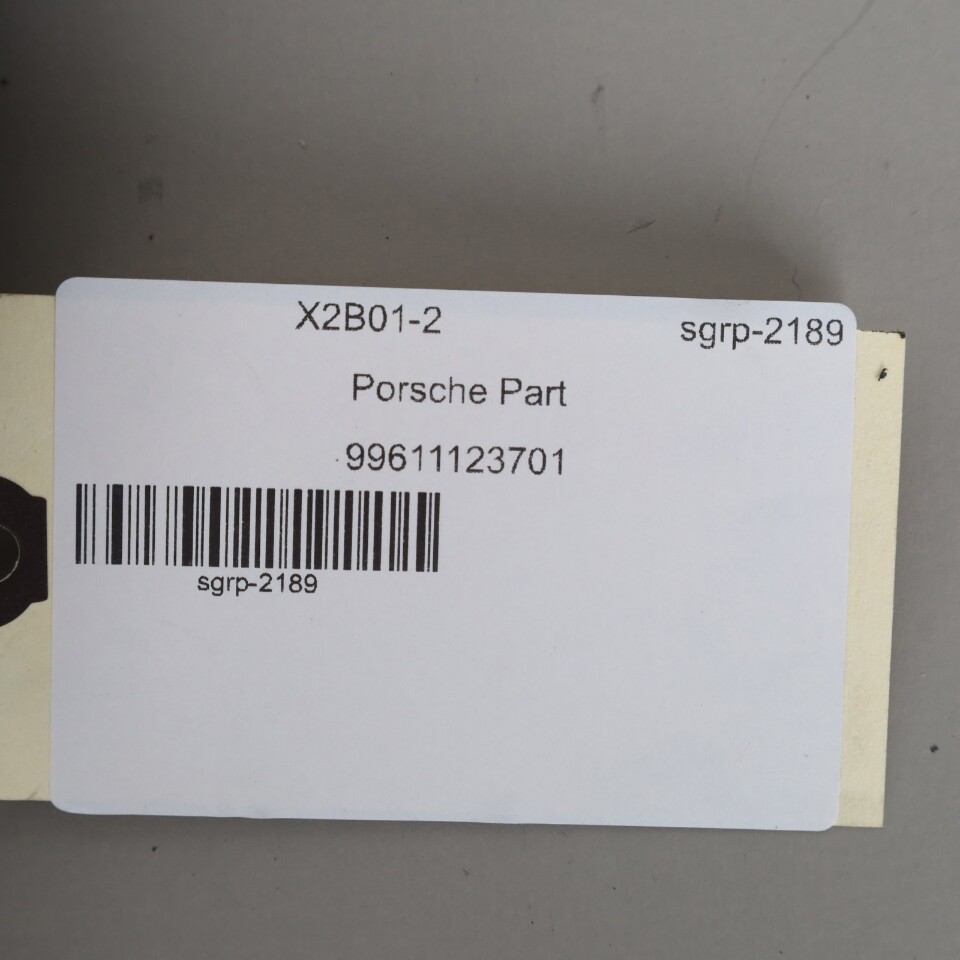 X2B01-2 sgrp-2189
Porsche Part
99611123701
sgrp-2189